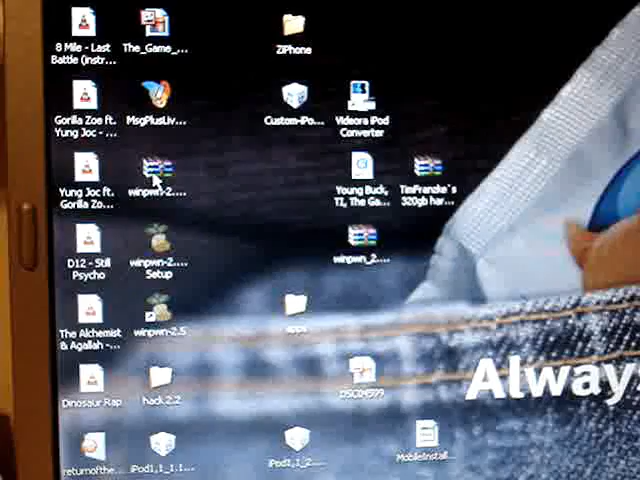 8 Mile - Last
Battle (instr...
The_Game_...
ZiPhone
Gorilla Zoe ft.
Yung Joc - ...
MsgPlusLiv...
Custom-iPo...
Videora iPod
Converter
Yung Joc ft.
Gorilla Zo...
winpwn-2....
Young Buck,
TI, The Ga...
TimFranzke's
320gb har...
D12 - Still
Psycho
winpwn-2....
Setup
winpwn_2....
The Alchemist
& Agallah -...
winpwn-2.5
apps
Dinosaur Rap
hack 2.2
DSC04599
Alway
returnofthe...
iPod1,1_1.1...
iPod1,1_2....
MobileInstall...